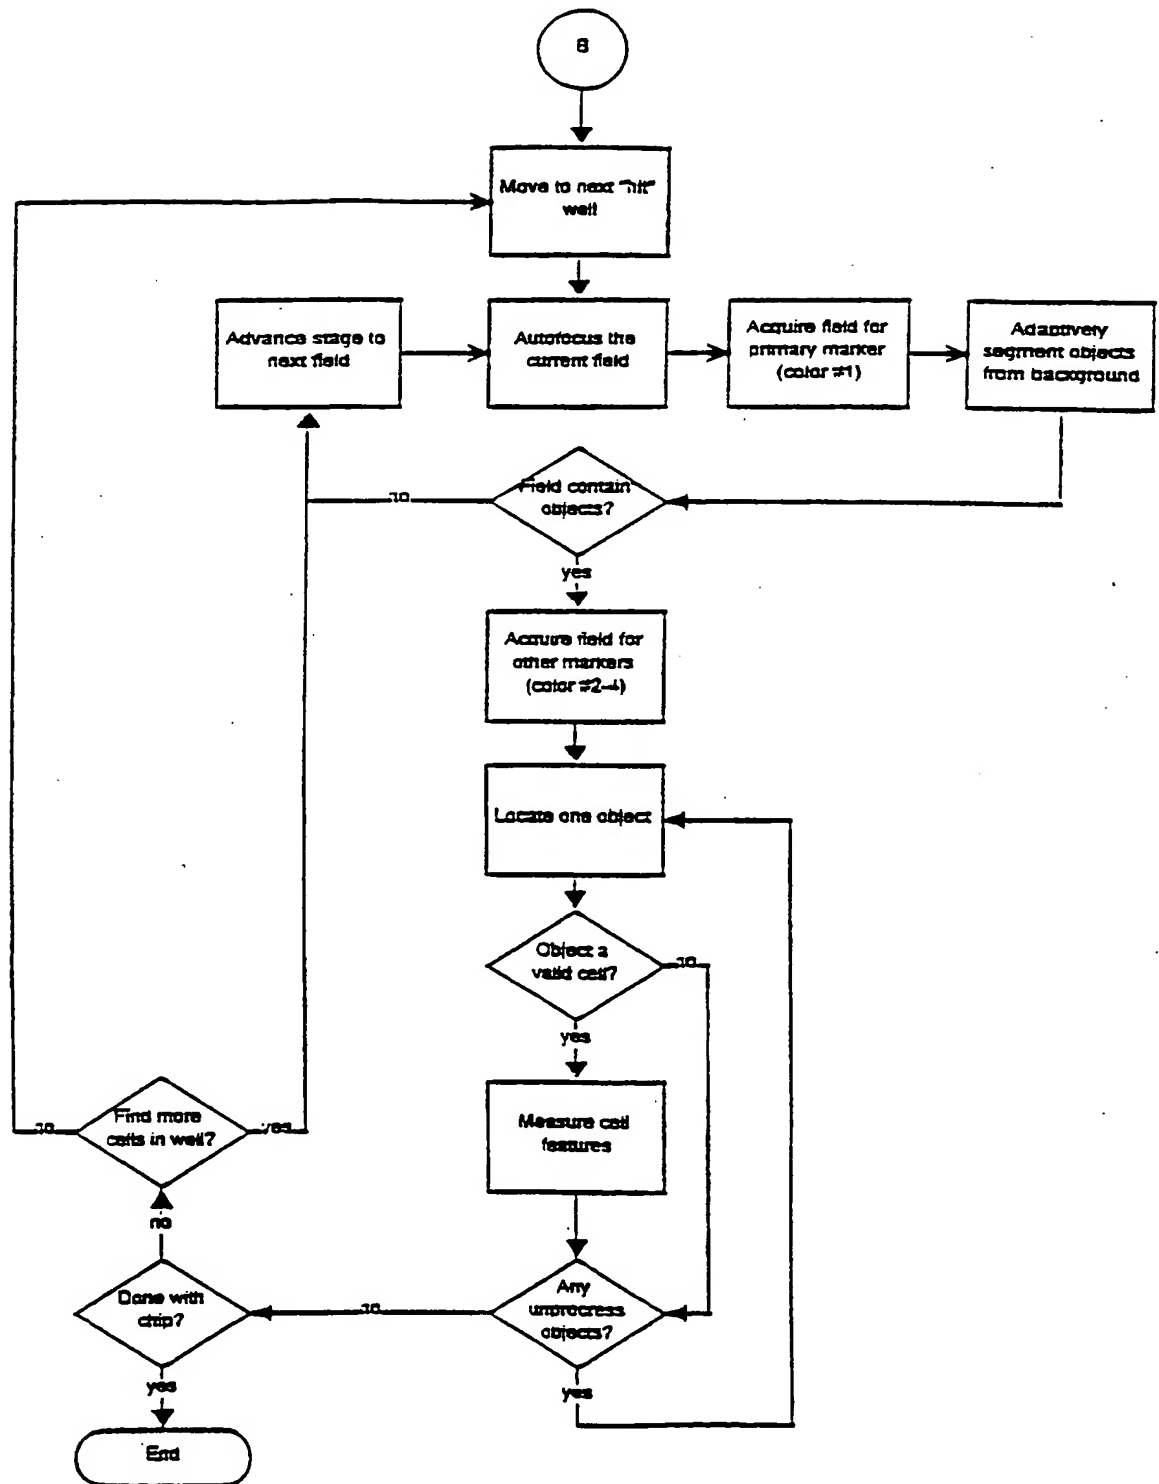 B
Move to next "hit"
well
Advance stage to
next field
Autofocus the
current field
Acquire field for
primary marker
(color #1)
Adaptively
segment objects
from background
Field contain
objects?
no
yes
Acquire field for
other markers
(color #2-4)
Locate one object
Object a
valid cell?
no
yes
Measure cell
features
Find more
cells in well?
no
yes
no
Done with
chip?
no
Any
unprocress
objects?
yes
yes
End